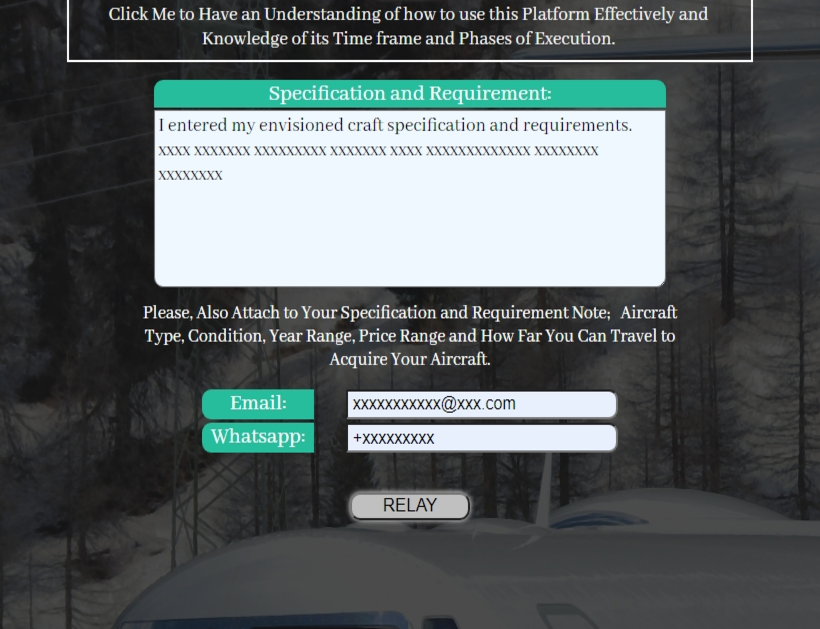 Click Me to Have an Understanding of how to use this Platform Effectively and
Knowledge of its Time frame and Phases of Execution.
Specification and Requirement:
I entered my envisioned craft specification and requirements.
xxxx xxxxxxx xxxxxxxxx xxxxxxx xxxx xxxxxxxxxxxxx xxxxxxxx
xxxxxxxx
Please, Also Attach to Your Specification and Requirement Note; Aircraft
Type, Condition, Year Range, Price Range and How Far You Can Travel to
Acquire Your Aircraft.
Email: xxxxxxxxxxx@xxx.com
Whatsapp: +xxxxxxxxx
RELAY